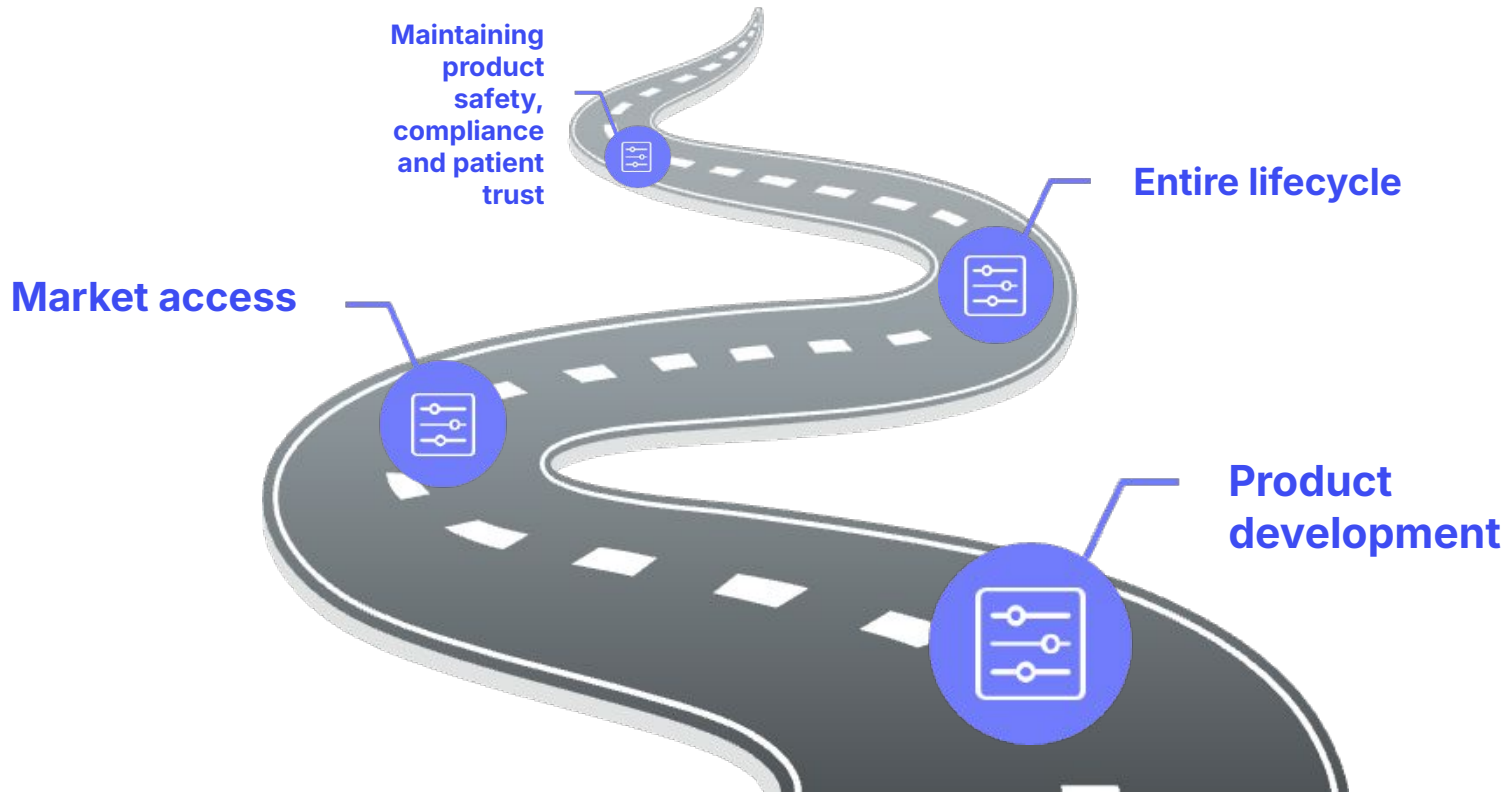 Maintaining
product
safety,
compliance
and patient
trust
Entire lifecycle
Market access
Product
development